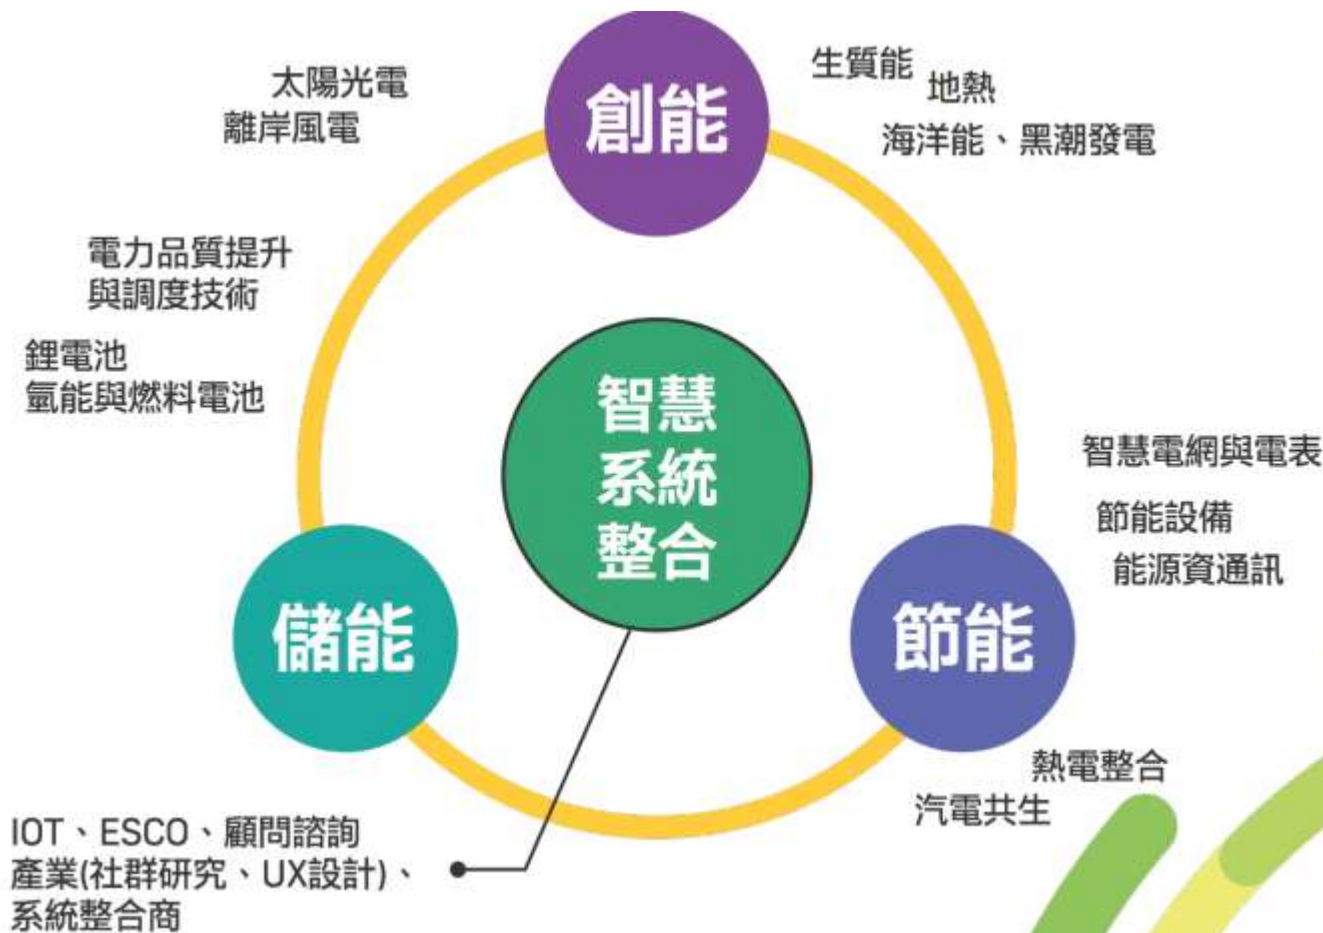 創能
太陽光電
離岸風電
生質能
地熱
海洋能、黑潮發電
電力品質提升
與調度技術
鋰電池
氫能與燃料電池
智慧
系統
整合
智慧電網與電表
節能設備
能源資通訊
儲能
節能
熱電整合
汽電共生
IOT、ESCO、顧問諮詢
產業(社群研究、UX設計)、
系統整合商